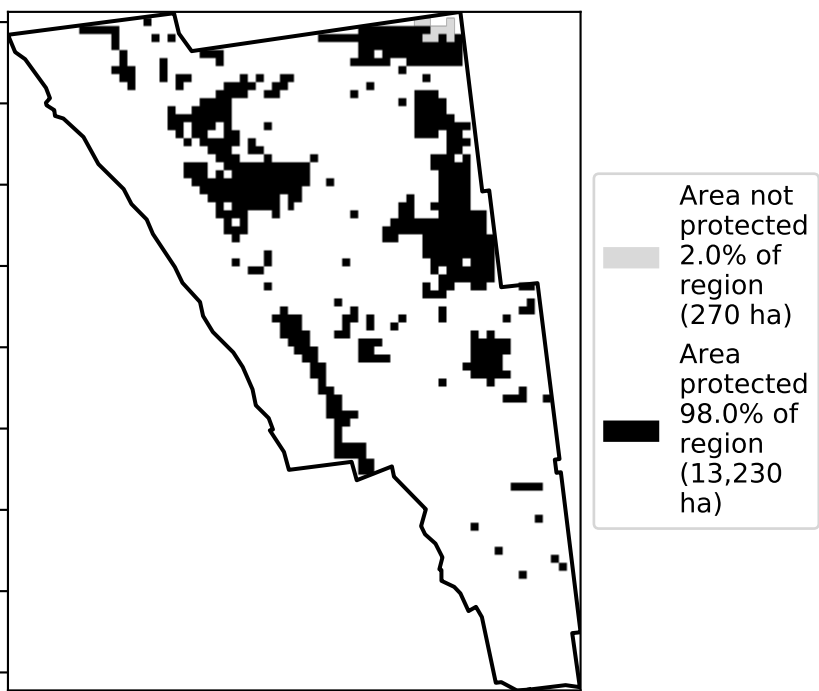 Area not
protected
2.0% of
region
(270 ha)
Area
protected
98.0% of
region
(13,230
ha)